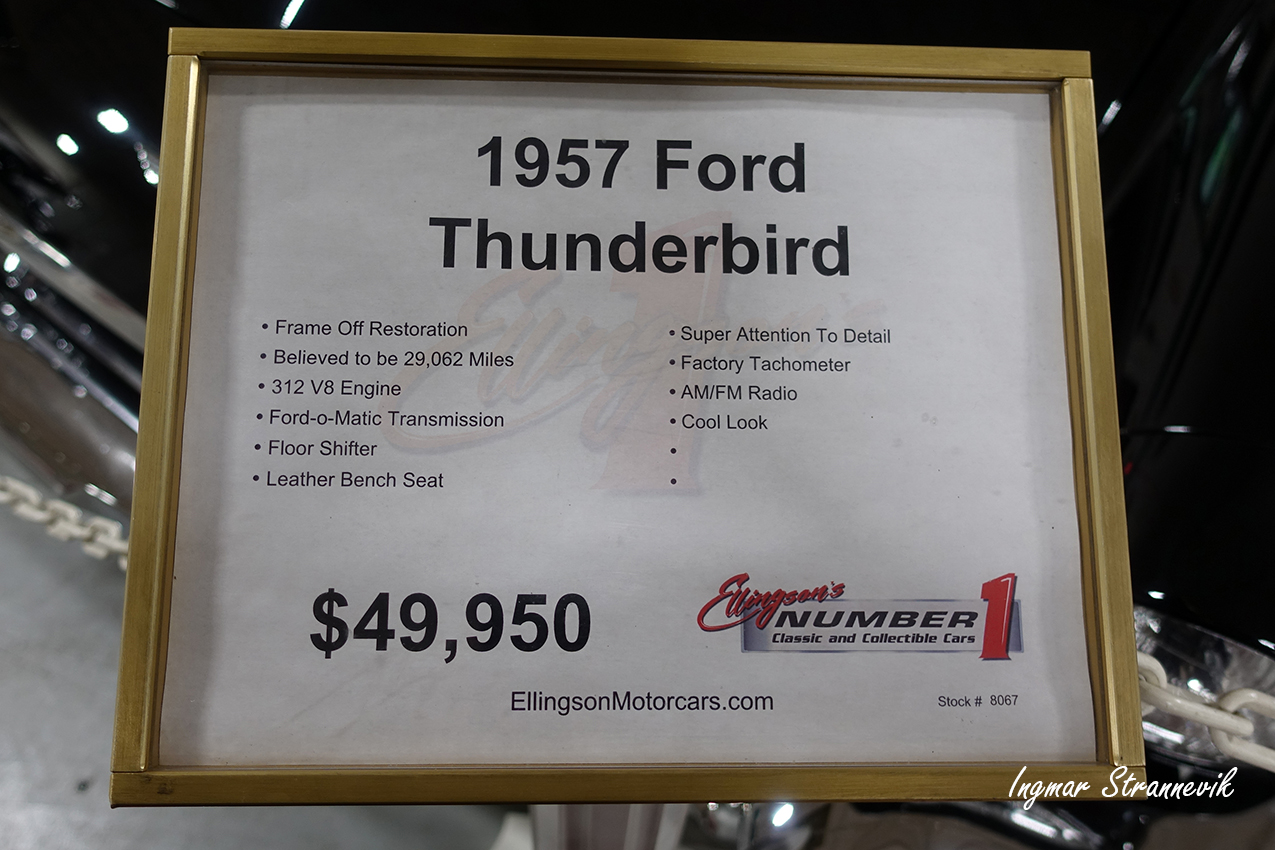 1957 Ford
Thunderbird
• Frame Off Restoration
• Believed to be 29,062 Miles
• 312 V8 Engine
• Ford-o-Matic Transmission
• Floor Shifter
• Leather Bench Seat
• Super Attention To Detail
• Factory Tachometer
• AM/FM Radio
• Cool Look
•
•
$49,950
Ellingson's
NUMBER 1
Classic and Collectible Cars
EllingsonMotorcars.com
Stock # 8067
Ingmar Strannevik